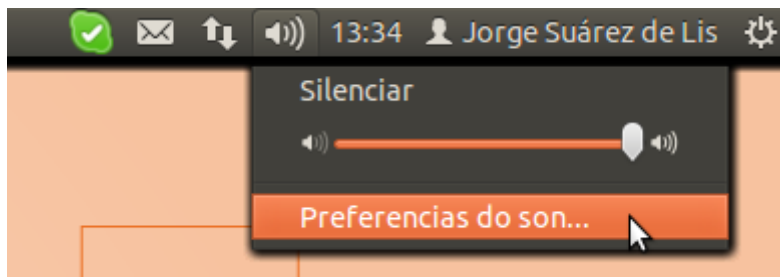 13:34 Jorge Suárez de Lis
Silenciar
Preferencias do son...